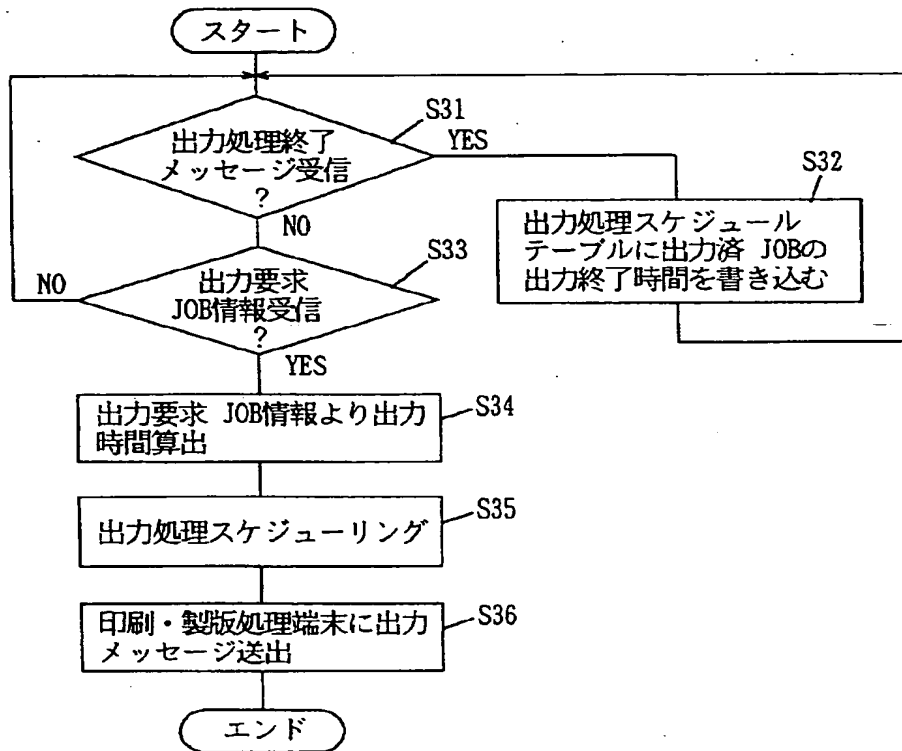 スタート
S31
出力処理終了
メッセージ受信
?
YES
NO
S32
出力処理スケジュール
テーブルに出力済 JOBの
出力終了時間を書き込む
S33
出力要求
JOB情報受信
?
NO
YES
S34
出力要求 JOB情報より出力
時間算出
S35
出力処理スケジューリング
S36
印刷・製版処理端末に出力
メッセージ送出
エンド